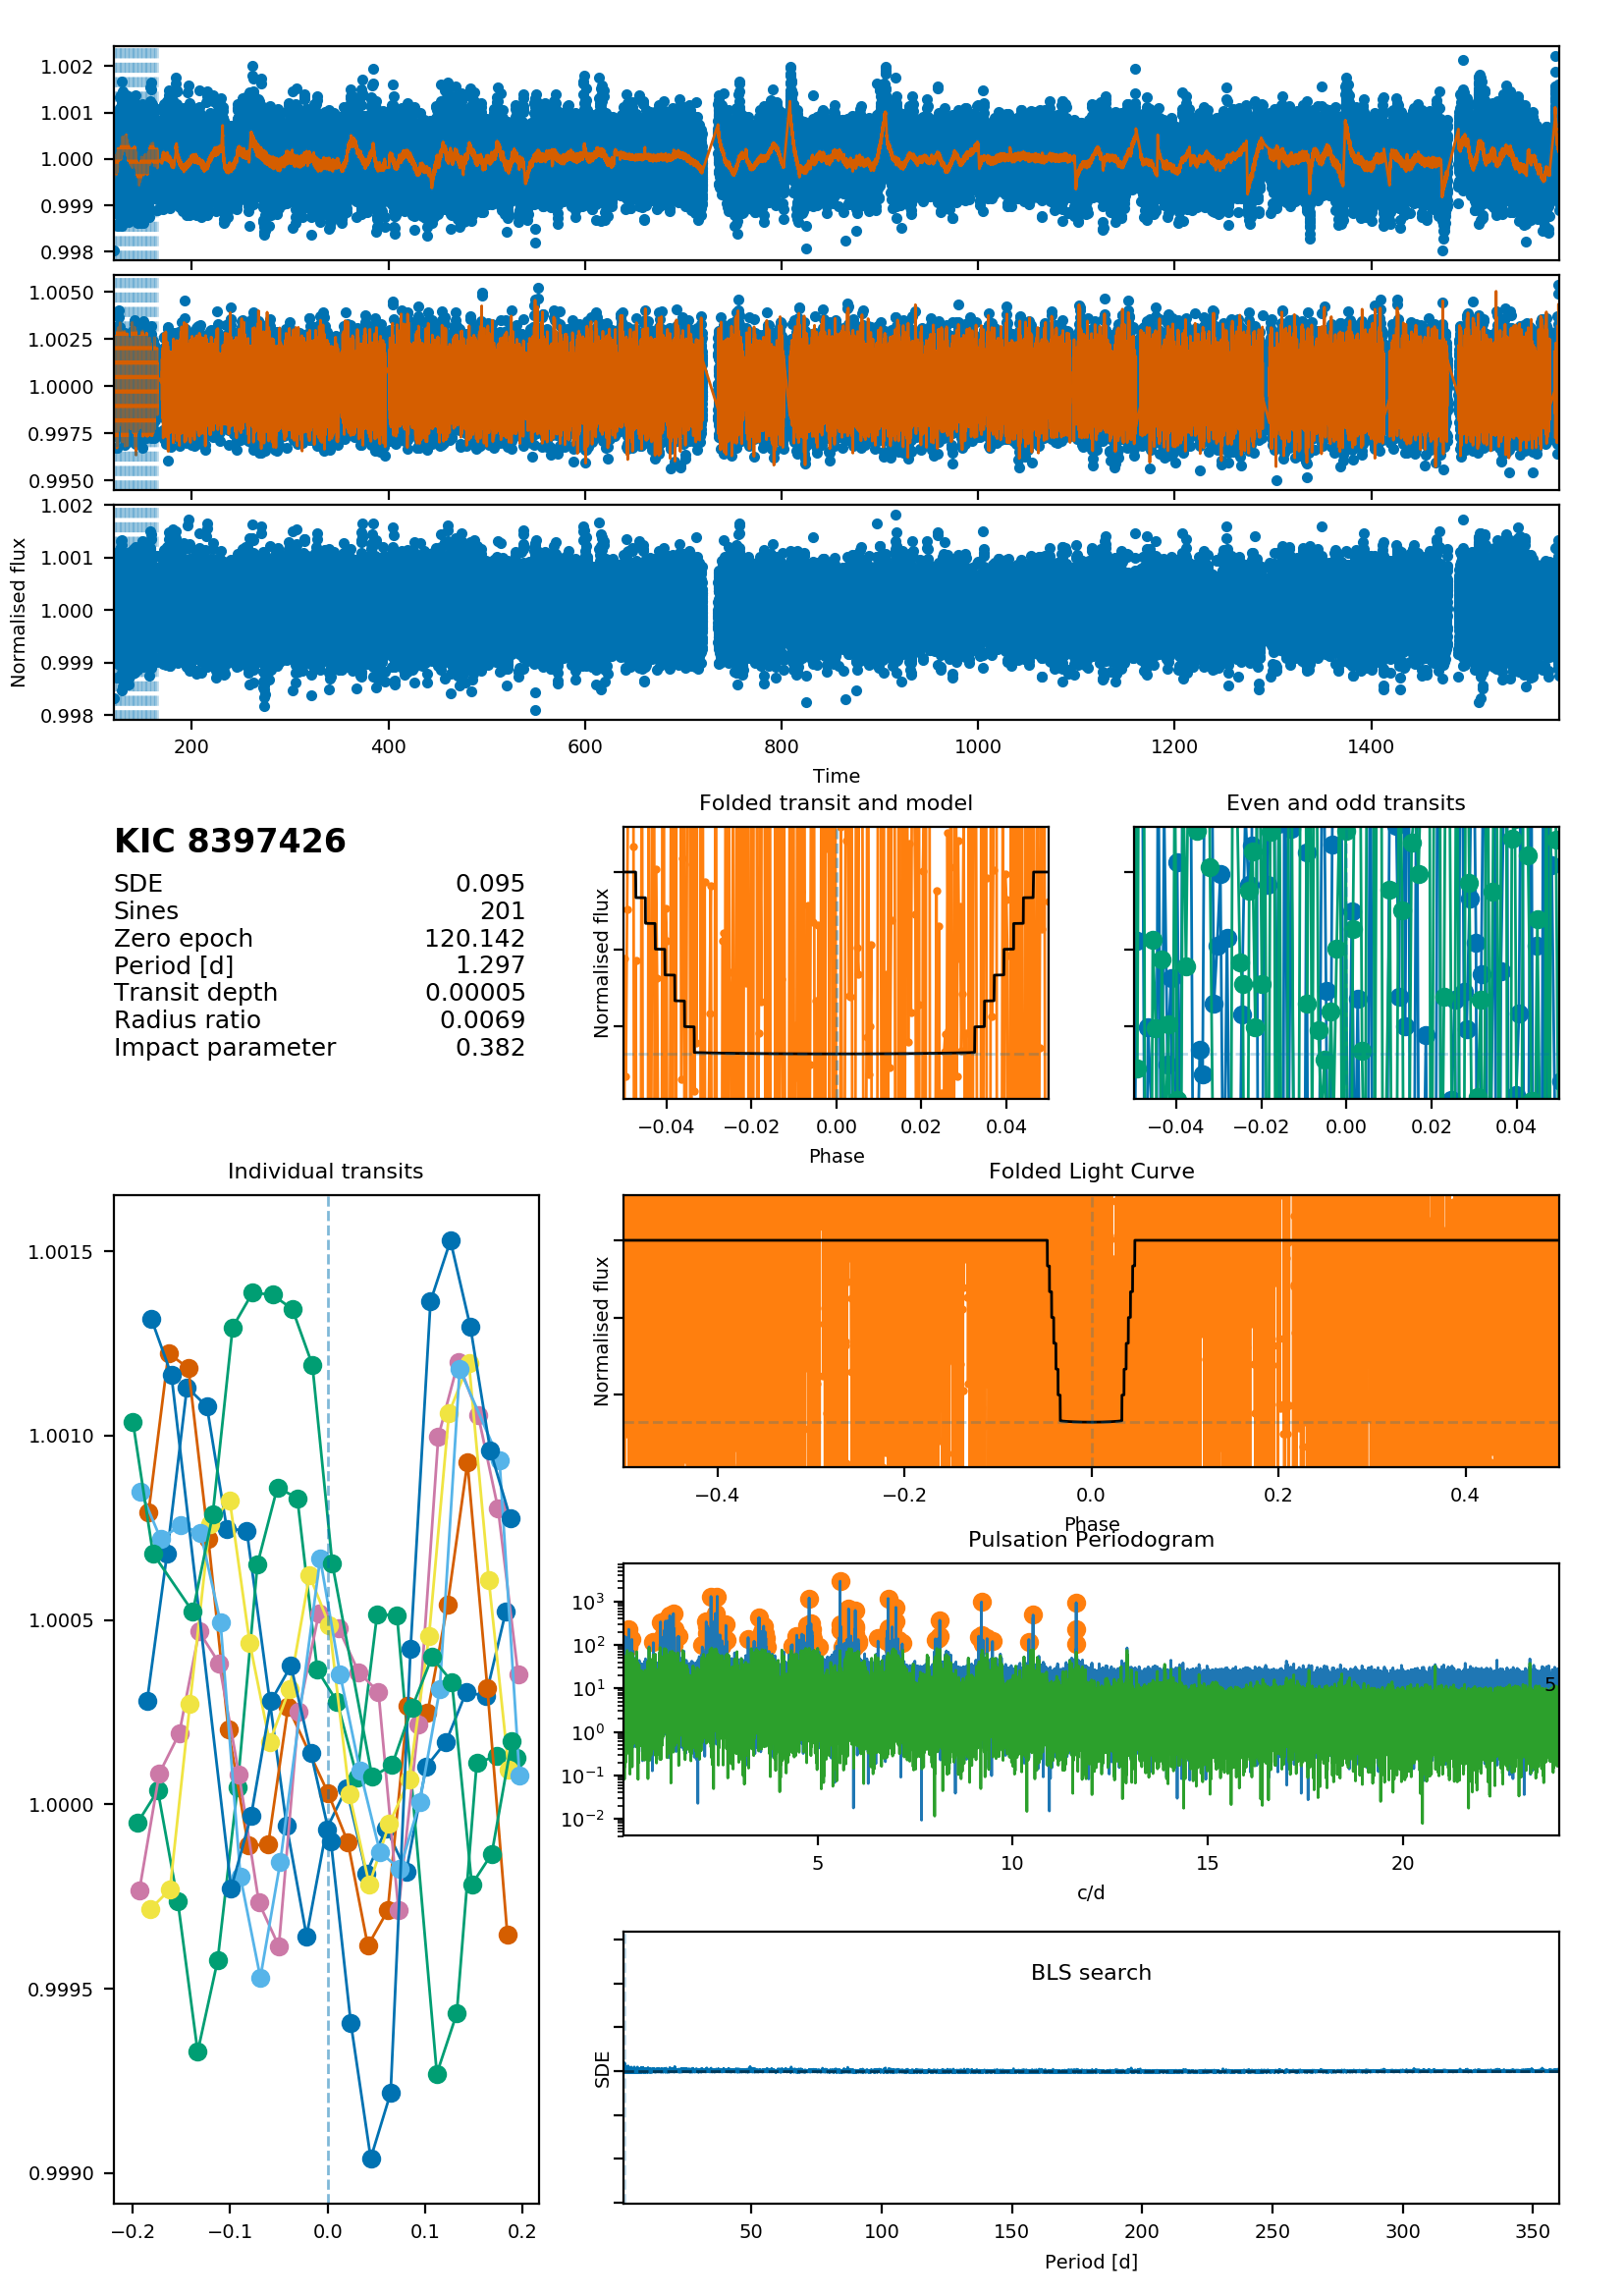 1.002
1.001
1.000
0.999
0.998
1.0050
1.0025
1.0000
0.9975
0.9950
1.002
1.001
1.000
0.999
0.998
Normalised flux
200 400 600 800 1000 1200 1400
Time
KIC 8397426
SDE 0.095
Sines 201
Zero epoch 120.142
Period [d] 1.297
Transit depth 0.00005
Radius ratio 0.0069
Impact parameter 0.382
Folded transit and model
Normalised flux
−0.04 −0.02 0.00 0.02 0.04
Phase
Even and odd transits
−0.04 −0.02 0.00 0.02 0.04
Individual transits
1.0015
1.0010
1.0005
1.0000
0.9995
0.9990
−0.2 −0.1 0.0 0.1 0.2
Folded Light Curve
Normalised flux
−0.4 −0.2 0.0 0.2 0.4
Phase
Pulsation Periodogram
10³
10²
10¹
10⁰
10⁻¹
10⁻²
5
5 10 15 20
c/d
BLS search
SDE
50 100 150 200 250 300 350
Period [d]